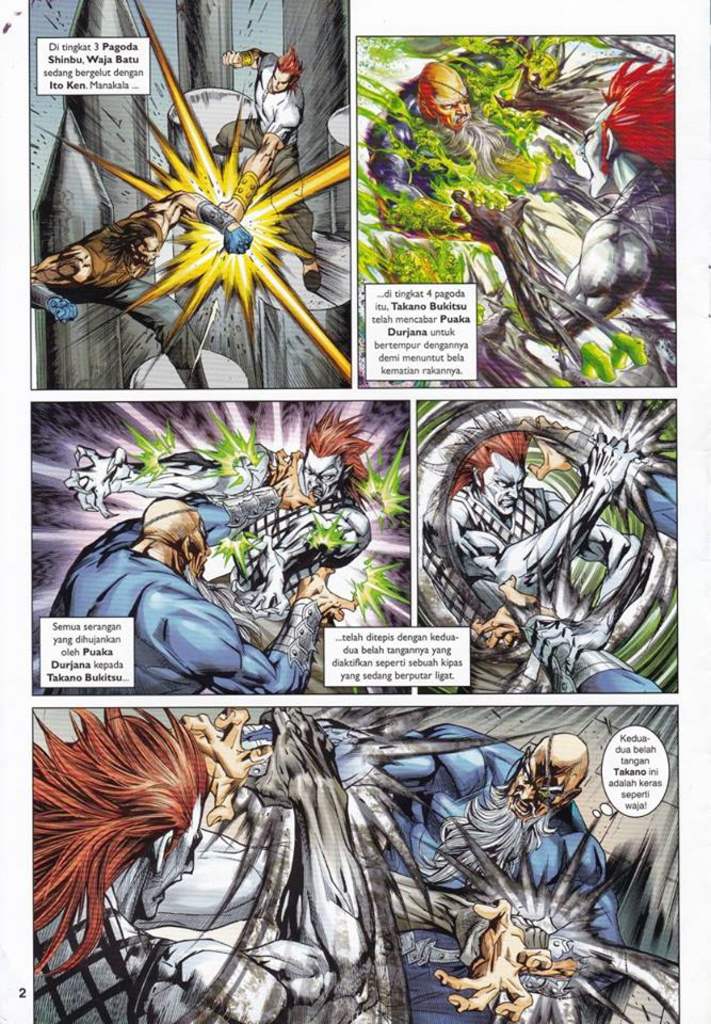 Di tingkat 3 Pagoda
Shinbu, Waja Batu
sedang bergelut dengan
Ito Ken. Manakala ...
...di tingkat 4 pagoda
itu, Takano Bukitsu
telah mencabar Puaka
Durjana untuk
bertempur dengannya
demi menuntut bela
kematian rakannya.
Semua serangan
yang dihujankan
oleh Puaka
Durjana kepada
Takano Bukitsu...
...telah ditepis dengan kedua-
dua belah tangannya yang
diaktifkan seperti sebuah kipas
yang sedang berputar ligat.
Kedua-
dua belah
tangan
Takano ini
adalah keras
seperti
waja!
2